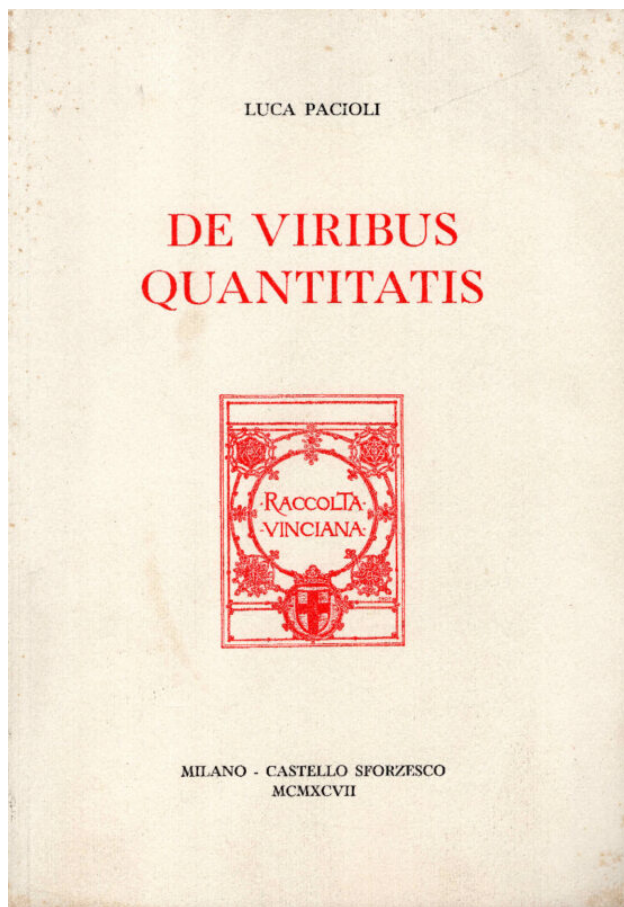 LUCA PACIOLI
DE VIRIBUS
QUANTITATIS
·RACCOLTA·
·VINCIANA·
MILANO - CASTELLO SFORZESCO
MCMXCVII